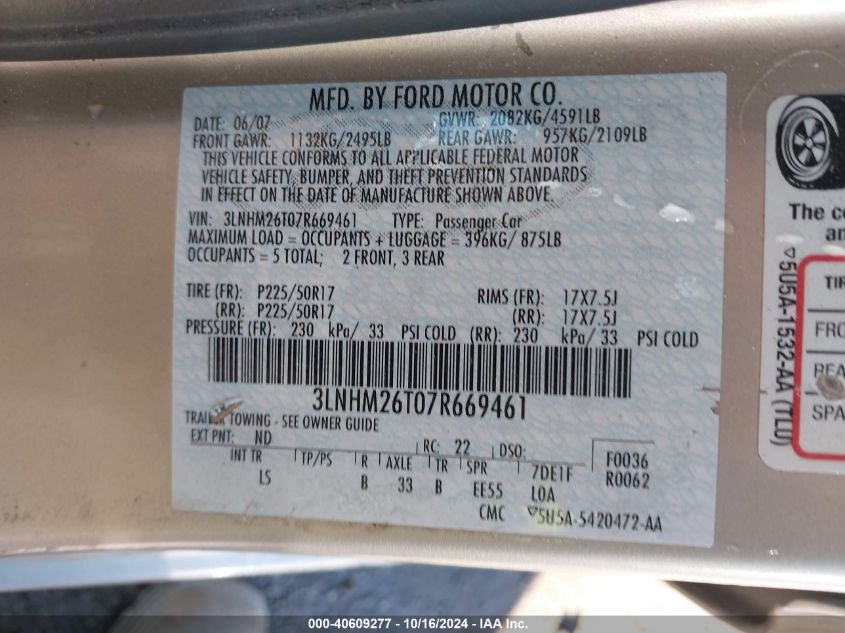 MFD. BY FORD MOTOR CO.
DATE: 06/07 GVWR: 2082KG/4591LB
FRONT GAWR: 1132KG/2495LB REAR GAWR: 957KG/2109LB
THIS VEHICLE CONFORMS TO ALL APPLICABLE FEDERAL MOTOR
VEHICLE SAFETY, BUMPER, AND THEFT PREVENTION STANDARDS
IN EFFECT ON THE DATE OF MANUFACTURE SHOWN ABOVE.
VIN: 3LNHM26T07R669461 TYPE: Passenger Car
MAXIMUM LOAD = OCCUPANTS + LUGGAGE = 396KG/ 875LB
OCCUPANTS = 5 TOTAL; 2 FRONT, 3 REAR
TIRE (FR): P225/50R17 RIMS (FR): 17X7.5J
(RR): P225/50R17 (RR): 17X7.5J
PRESSURE (FR): 230 kPa/ 33 PSI COLD (RR): 230 kPa/ 33 PSI COLD
3LNHM26T07R669461
TRAILER TOWING - SEE OWNER GUIDE
EXT PNT: ND RC: 22 DSO: F0036
INT TR TP/PS R AXLE TR SPR 7DE1F R0062
LS B 33 B EE55 LOA
CMC ▽5U5A-5420472-AA
The co
an
▽5U5A-1532-AA (TL0)
TIR
FRO
REA
SPA
000-40609277 - 10/16/2024 - IAA Inc.